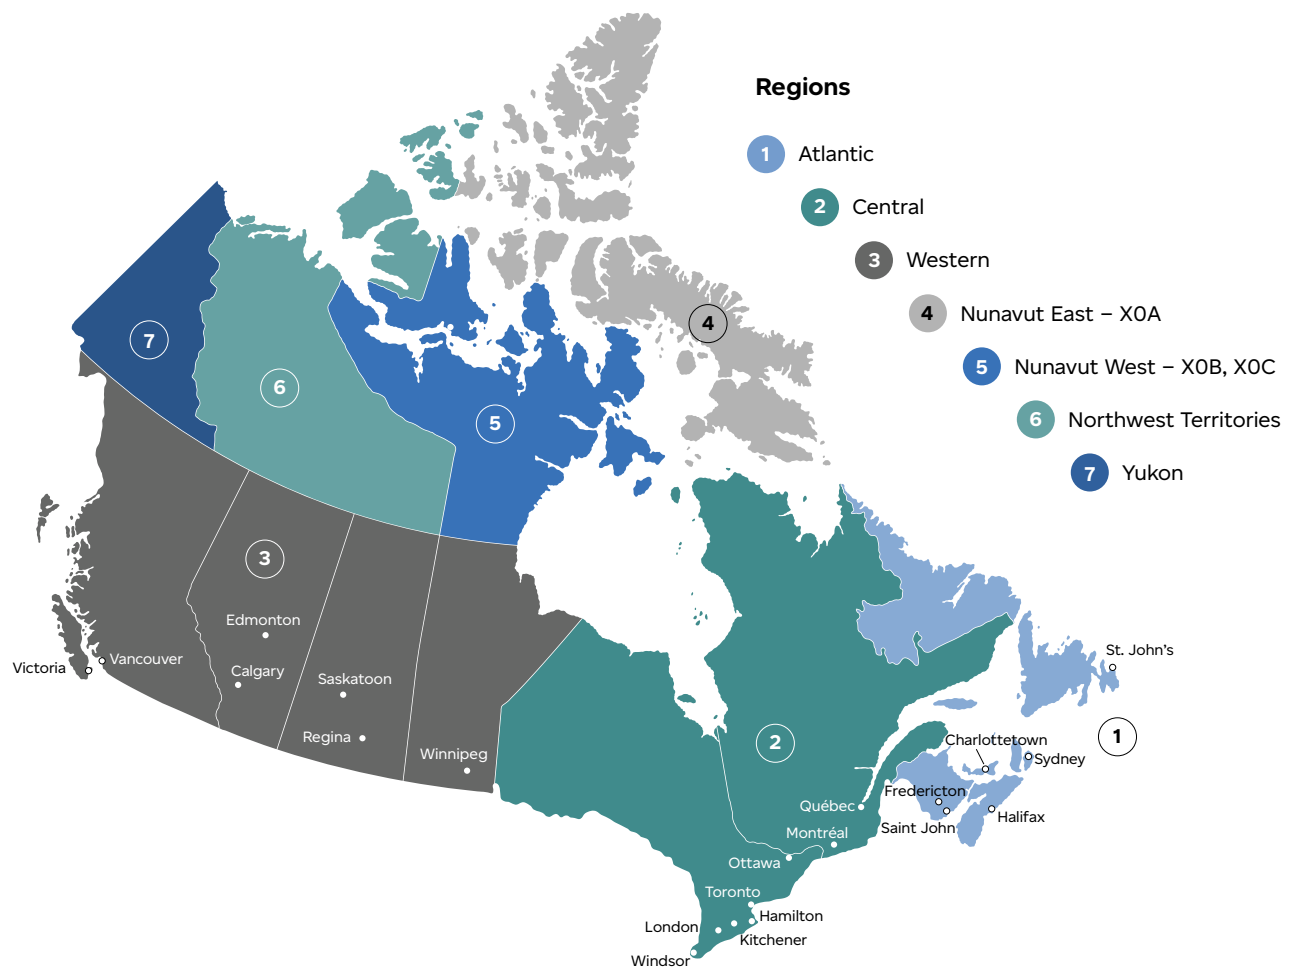 Regions
1 Atlantic
2 Central
3 Western
4 Nunavut East – X0A
5 Nunavut West – X0B, X0C
6 Northwest Territories
7 Yukon
4
7
6
5
3
Edmonton
Vancouver
Victoria
Calgary
Saskatoon
Regina
Winnipeg
St. John’s
2
1
Charlottetown
Sydney
Fredericton
Québec
Halifax
Saint John
Montréal
Ottawa
Toronto
Hamilton
London
Kitchener
Windsor